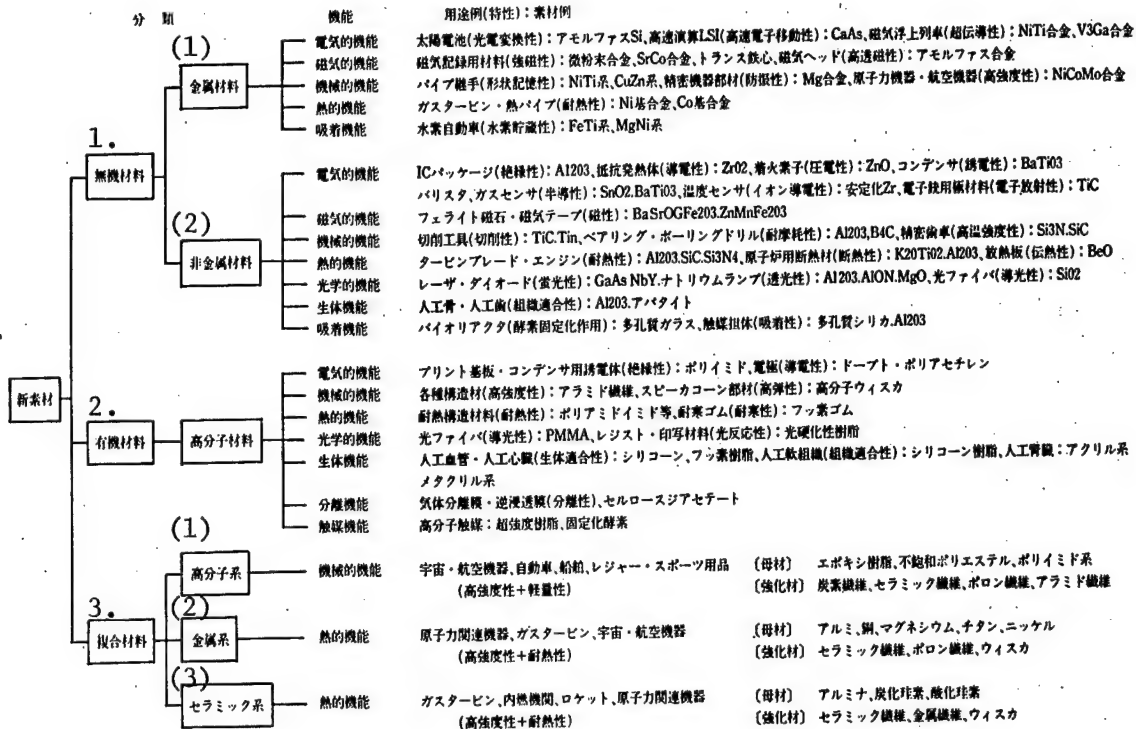 分 類 機能 用途例(特性):素材例
(1)
電気的機能 太陽電池(光電変換性):アモルファスSi、高速演算LSI(高速電子移動性):CaAs、磁気浮上列車(超伝導性):NiTi合金、V3Ga合金
磁気的機能 磁気記録用材料(強磁性):微粉末合金、SrCo合金、トランス鉄心、磁気ヘッド(高透磁性):アモルファス合金
金属材料 機械的機能 パイプ継手(形状記憶性):NiTi系、CuZn系、精密機器部材(防振性):Mg合金、原子力機器・航空機器(高強度性):NiCoMo合金
熱的機能 ガスタービン・熱パイプ(耐熱性):Ni基合金、Co基合金
吸着機能 水素自動車(水素貯蔵性):FeTi系、MgNi系
1.
無機材料
電気的機能 ICパッケージ(絶縁性):Al203、抵抗発熱体(導電性):Zr02、着火素子(圧電性):ZnO、コンデンサ(誘電性):BaTi03
バリスタ、ガスセンサ(半導性):SnO2.BaTi03、温度センサ(イオン導電性):安定化Zr、電子銃用極材料(電子放射性):TiC
(2)
磁気的機能 フェライト磁石・磁気テープ(磁性):BaSrOGFe203.ZnMnFe203
機械的機能 切削工具(切削性):TiC.Tin、ベアリング・ボーリングドリル(耐摩耗性):Al203、B4C、精密歯車(高温強度性):Si3N.SiC
非金属材料 熱的機能 タービンブレード・エンジン(耐熱性):Al203.SiC.Si3N4、原子炉用断熱材(断熱性):K20Ti02.Al203、放熱板(伝熱性):BeO
光学的機能 レーザ・ダイオード(蛍光性):GaAs NbY.ナトリウムランプ(透光性):Al203.AlON.MgO、光ファイバ(導光性):Si02
生体機能 人工骨・人工歯(組織適合性):Al203.アパタイト
吸着機能 バイオリアクタ(酵素固定化作用):多孔質ガラス、触媒担体(吸着性):多孔質シリカ.Al203
新素材
電気的機能 プリント基板・コンデンサ用誘電体(絶縁性):ポリイミド、電極(導電性):ドープト・ポリアセチレン
機械的機能 各種構造材(高強度性):アラミド繊維、スピーカコーン部材(高弾性):高分子ウィスカ
2.
熱的機能 耐熱構造材料(耐熱性):ポリアミドイミド等、耐寒ゴム(耐寒性):フッ素ゴム
有機材料 高分子材料 光学的機能 光ファイバ(導光性):PMMA、レジスト・印写材料(光反応性):光硬化性樹脂
生体機能 人工血管・人工心臓(生体適合性):シリコーン、フッ素樹脂、人工軟組織(組織適合性):シリコーン樹脂、人工腎臓:アクリル系
メタクリル系
分離機能 気体分離膜・逆浸透膜(分離性)、セルロースジアセテート
触媒機能 高分子触媒:超強度樹脂、固定化酵素
(1)
高分子系 機械的機能 宇宙・航空機器、自動車、船舶、レジャー・スポーツ用品 〔母材〕 エポキシ樹脂、不飽和ポリエステル、ポリイミド系
(高強度性+軽量性) 〔強化材〕 炭素繊維、セラミック繊維、ボロン繊維、アラミド繊維
3. (2)
複合材料 金属系 熱的機能 原子力関連機器、ガスタービン、宇宙・航空機器 〔母材〕 アルミ、銅、マグネシウム、チタン、ニッケル
(高強度性+耐熱性) 〔強化材〕 セラミック繊維、ボロン繊維、ウィスカ
(3)
セラミック系 熱的機能 ガスタービン、内燃機関、ロケット、原子力関連機器 〔母材〕 アルミナ、炭化珪素、酸化珪素
(高強度性+耐熱性) 〔強化材〕 セラミック繊維、金属繊維、ウィスカ